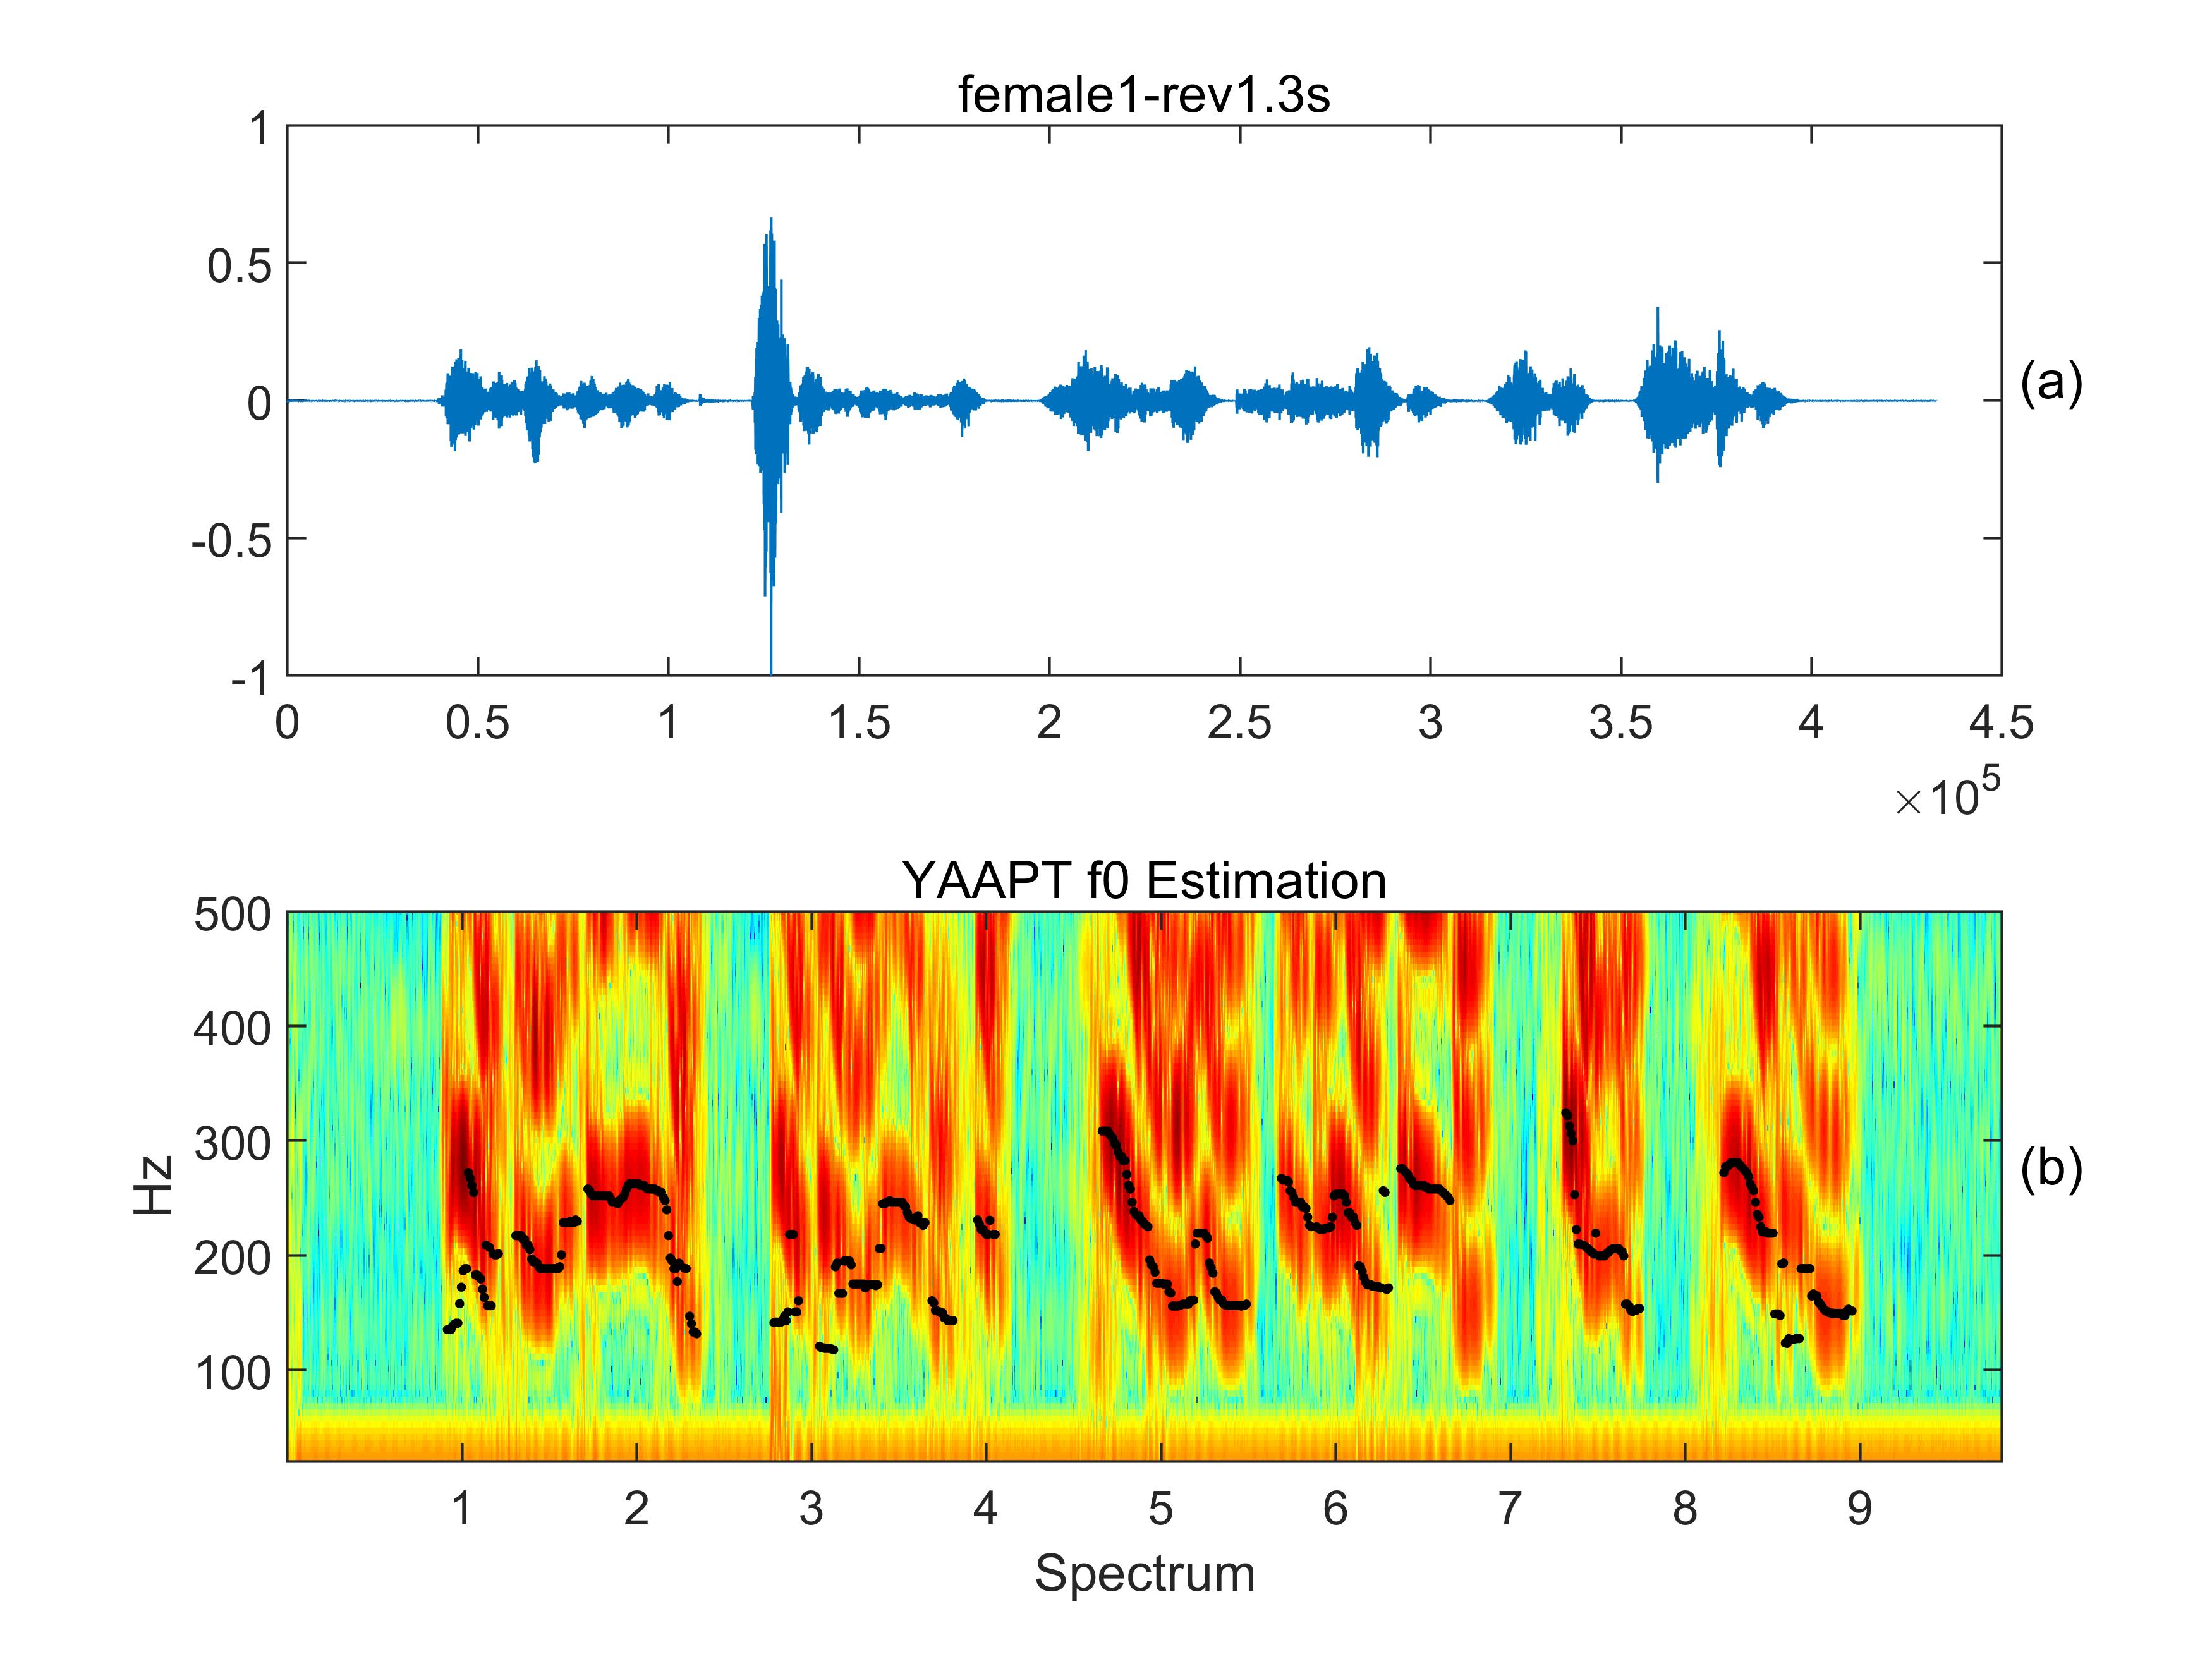 female1-rev1.3s
1
0.5
0
-0.5
-1
(a)
0 0.5 1 1.5 2 2.5 3 3.5 4 4.5
×10^5
YAAPT f0 Estimation
500
400
300
200
100
Hz
(b)
1 2 3 4 5 6 7 8 9
Spectrum